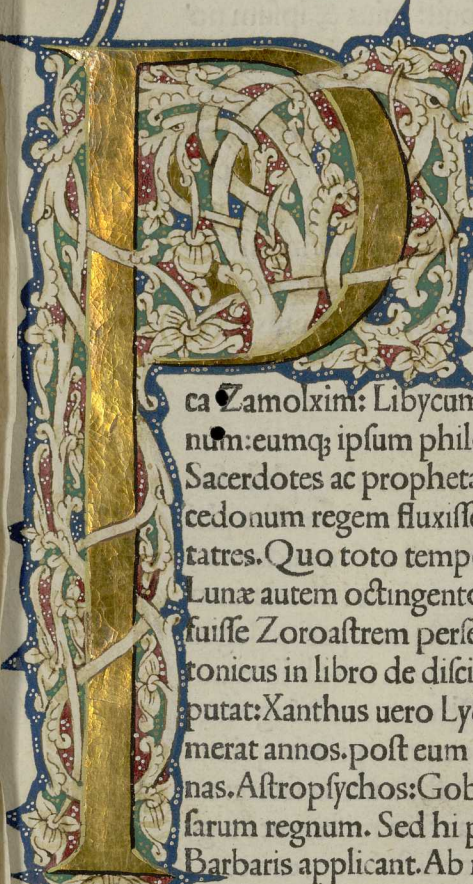 P
ca Zamolxim: Libycum
num:eumqꝫ ipſum phil
Sacerdotes ac propheta
cedonum regem fluxiſſe
tatres.Quo toto temp
Lunæ autem octingento
fuiſſe Zoroaſtrem perſe
tonicus in libro de diſci
putat:Xanthus uero Ly
merat annos.poſt eum
nas.Aſtropſychos:Gob
ſarum regnum. Sed hi p
Barbaris applicant.Ab